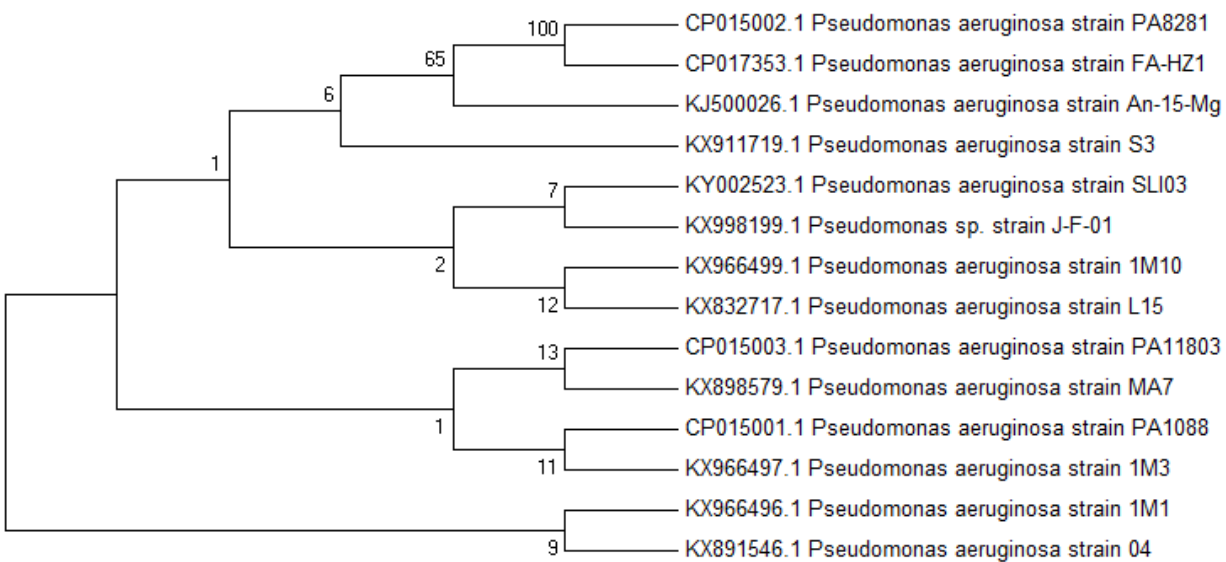 100
CP015002.1 Pseudomonas aeruginosa strain PA8281
65
CP017353.1 Pseudomonas aeruginosa strain FA-HZ1
6
KJ500026.1 Pseudomonas aeruginosa strain An-15-Mg
KX911719.1 Pseudomonas aeruginosa strain S3
1
7
KY002523.1 Pseudomonas aeruginosa strain SLI03
KX998199.1 Pseudomonas sp. strain J-F-01
2
KX966499.1 Pseudomonas aeruginosa strain 1M10
12
KX832717.1 Pseudomonas aeruginosa strain L15
13
CP015003.1 Pseudomonas aeruginosa strain PA11803
KX898579.1 Pseudomonas aeruginosa strain MA7
1
CP015001.1 Pseudomonas aeruginosa strain PA1088
11
KX966497.1 Pseudomonas aeruginosa strain 1M3
KX966496.1 Pseudomonas aeruginosa strain 1M1
9
KX891546.1 Pseudomonas aeruginosa strain 04